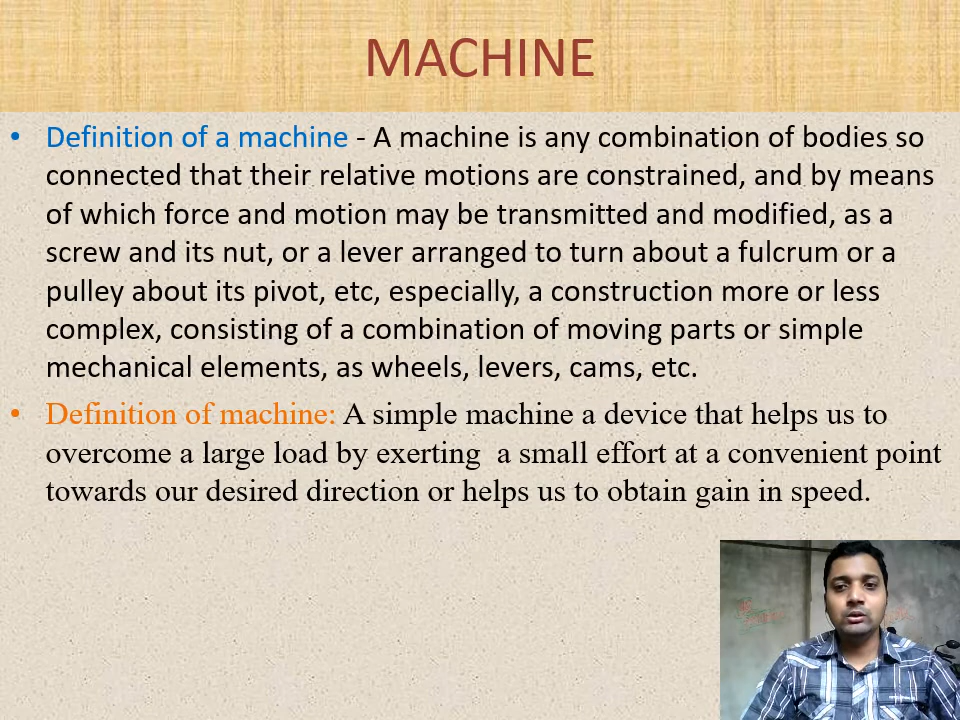 MACHINE
• Definition of a machine - A machine is any combination of bodies so
connected that their relative motions are constrained, and by means
of which force and motion may be transmitted and modified, as a
screw and its nut, or a lever arranged to turn about a fulcrum or a
pulley about its pivot, etc, especially, a construction more or less
complex, consisting of a combination of moving parts or simple
mechanical elements, as wheels, levers, cams, etc.
• Definition of machine: A simple machine a device that helps us to
overcome a large load by exerting  a small effort at a convenient point
towards our desired direction or helps us to obtain gain in speed.